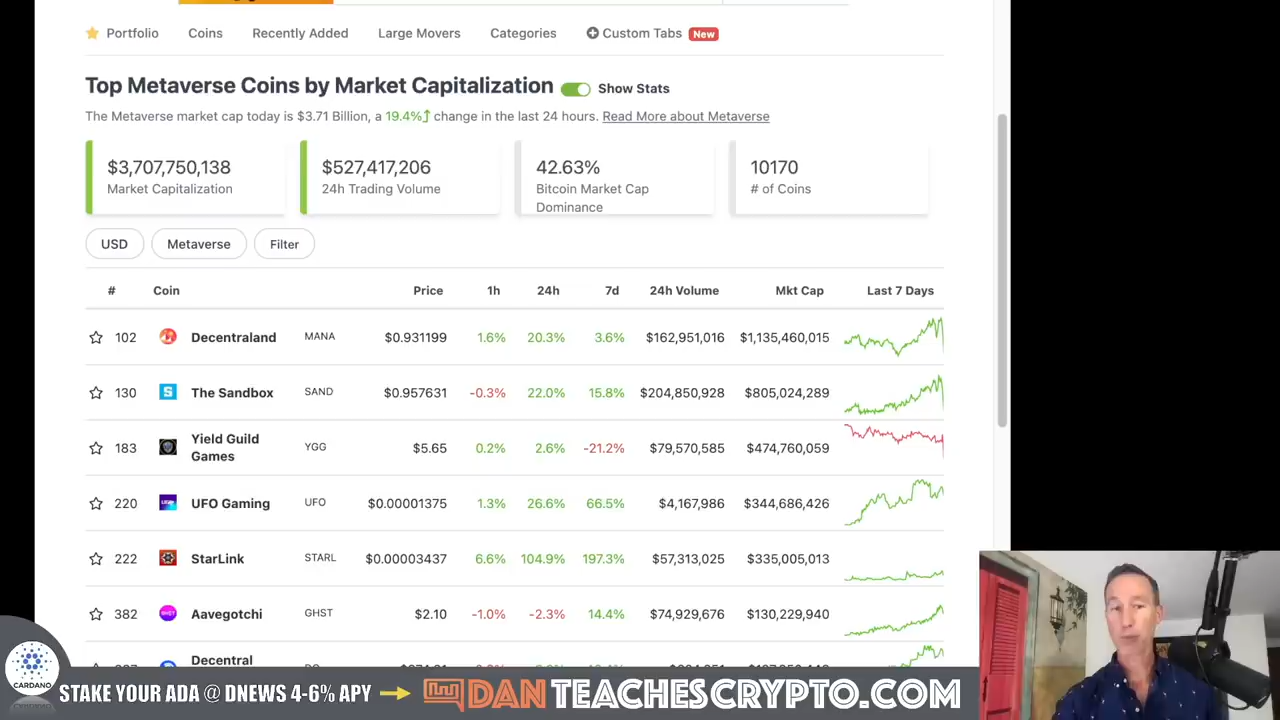 Portfolio Coins Recently Added Large Movers Categories Custom Tabs New
Top Metaverse Coins by Market Capitalization Show Stats
The Metaverse market cap today is $3.71 Billion, a 19.4% change in the last 24 hours. Read More about Metaverse
$3,707,750,138 $527,417,206 42.63% 10170
Market Capitalization 24h Trading Volume Bitcoin Market Cap # of Coins
Dominance
USD Metaverse Filter
# Coin Price 1h 24h 7d 24h Volume Mkt Cap Last 7 Days
102 Decentraland MANA $0.931199 1.6% 20.3% 3.6% $162,951,016 $1,135,460,015
130 The Sandbox SAND $0.957631 -0.3% 22.0% 15.8% $204,850,928 $805,024,289
183 Yield Guild YGG $5.65 0.2% 2.6% -21.2% $79,570,585 $474,760,059
Games
220 UFO Gaming UFO $0.00001375 1.3% 26.6% 66.5% $4,167,986 $344,686,426
222 StarLink STARL $0.00003437 6.6% 104.9% 197.3% $57,313,025 $335,005,013
382 Aavegotchi GHST $2.10 -1.0% -2.3% 14.4% $74,929,676 $130,229,940
Decentral
CARDANO
STAKE YOUR ADA @ DNEWS 4-6% APY DANTEACHESCRYPTO.COM